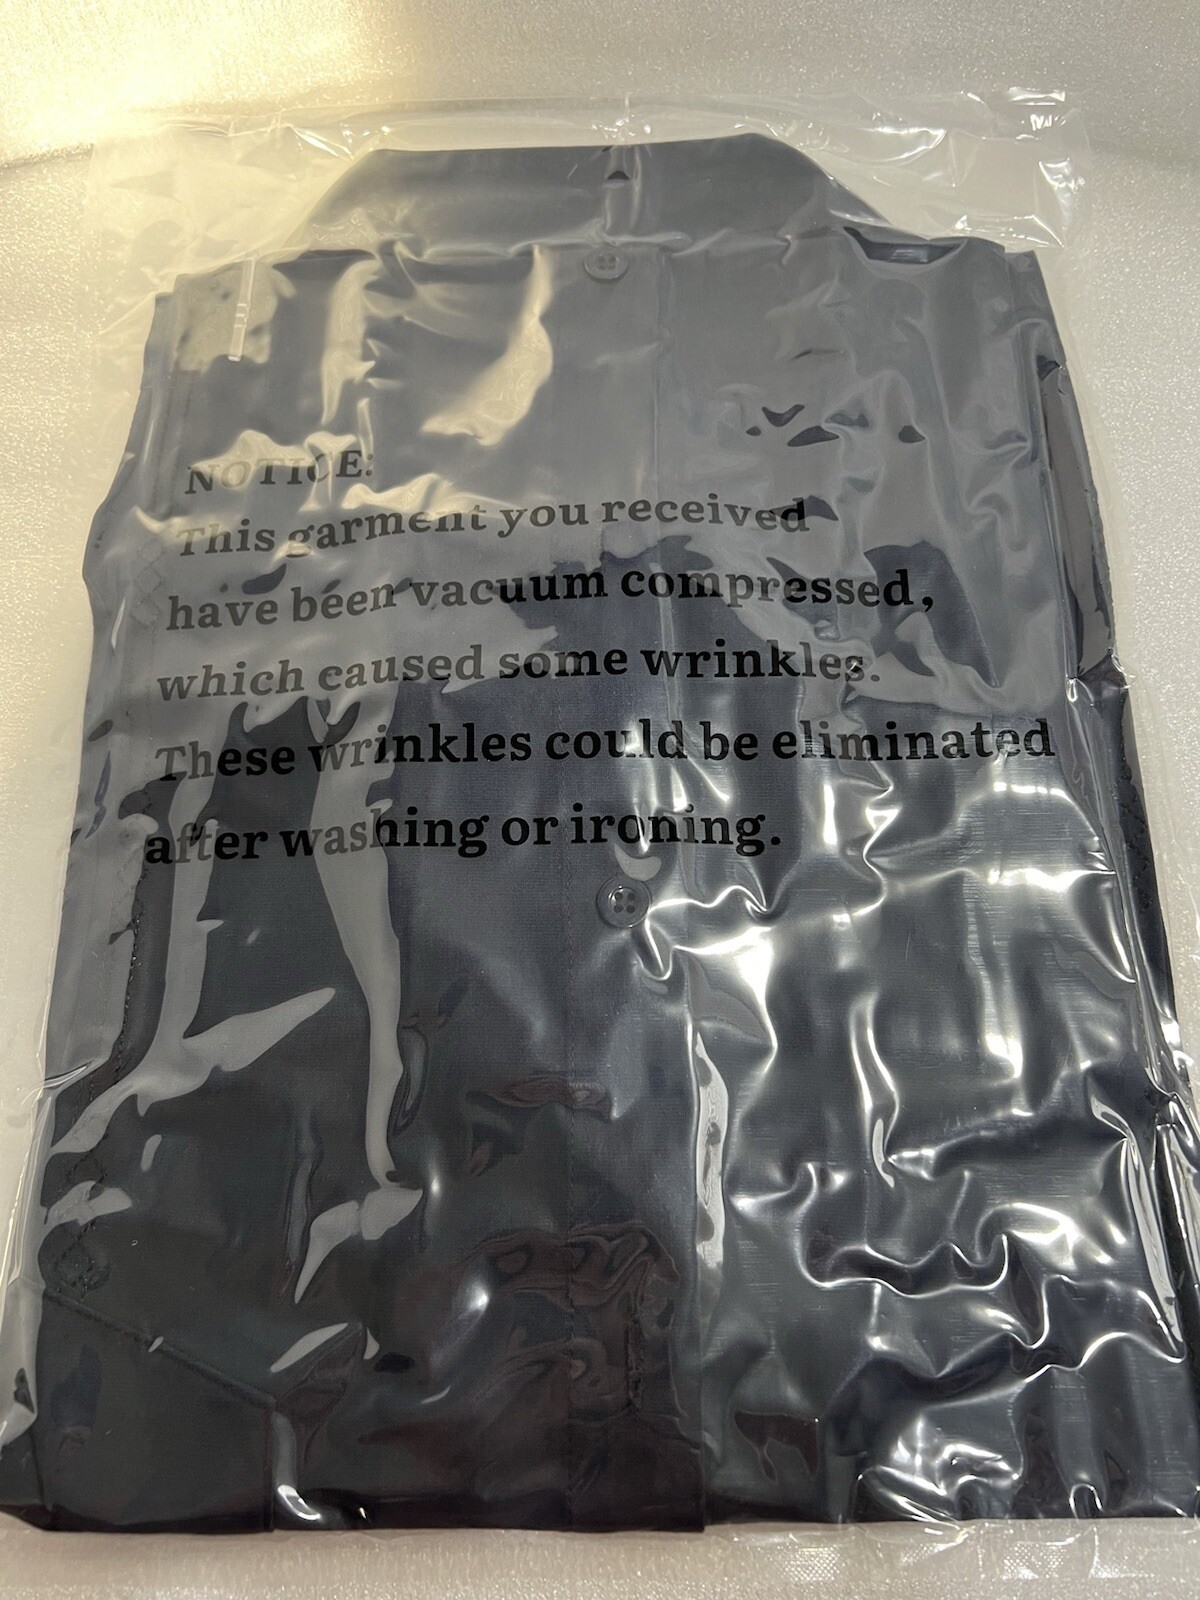 NOTICE:
This garment you received
have been vacuum compressed,
which caused some wrinkles.
These wrinkles could be eliminated
after washing or ironing.